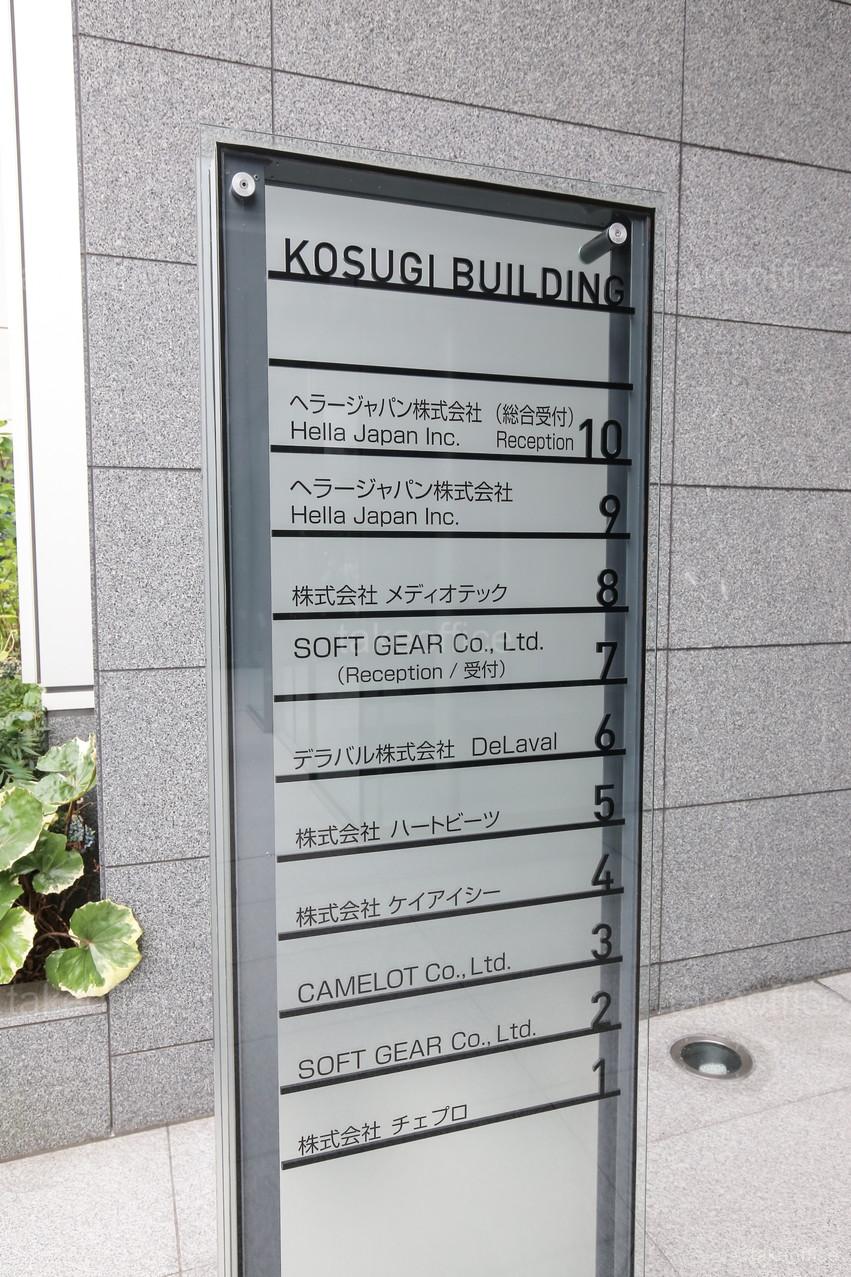 KOSUGI BUILDING
ヘラージャパン株式会社 (総合受付)
Hella Japan Inc. Reception 10
ヘラージャパン株式会社
Hella Japan Inc. 9
株式会社 メディオテック 8
SOFT GEAR Co., Ltd.
(Reception / 受付) 7
デラバル株式会社 DeLaval 6
株式会社 ハートビーツ 5
株式会社 ケイアイシー 4
CAMELOT Co., Ltd. 3
SOFT GEAR Co., Ltd. 2
株式会社 チェプロ 1
takaoffice